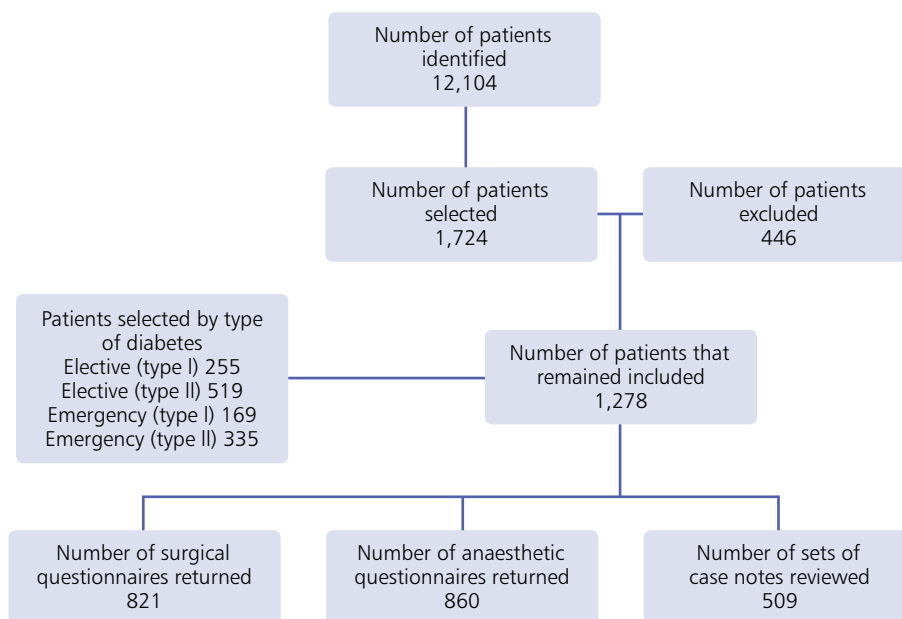 Number of patients
identified
12,104
Number of patients
selected
1,724
Number of patients
excluded
446
Patients selected by type
of diabetes
Elective (type I) 255
Elective (type II) 519
Emergency (type I) 169
Emergency (type II) 335
Number of patients that
remained included
1,278
Number of surgical
questionnaires returned
821
Number of anaesthetic
questionnaires returned
860
Number of sets of
case notes reviewed
509